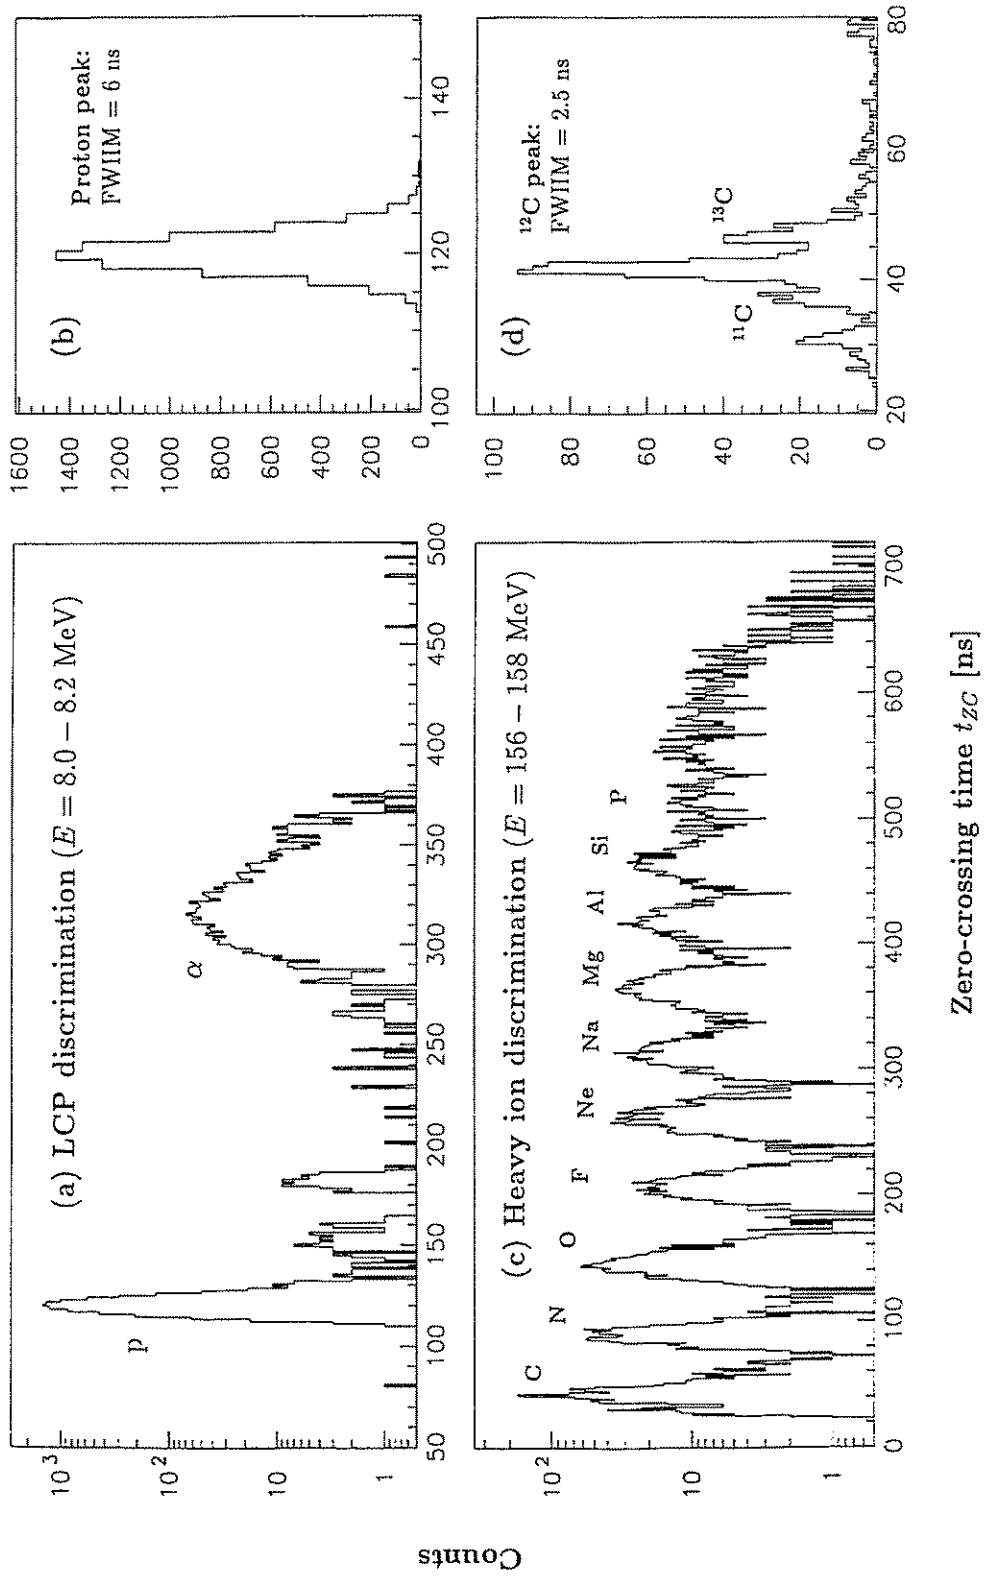 (a) LCP discrimination (E = 8.0 − 8.2 MeV)
p
α
10³
10²
10
1
50
100
150
200
250
300
350
400
450
500
(b)
Proton peak:
FWHM = 6 ns
1600
1400
1200
1000
800
600
400
200
0
100
120
140
(c) Heavy ion discrimination (E = 156 − 158 MeV)
C
N
O
F
Ne
Na
Mg
Al
Si
P
10²
10
1
0
100
200
300
400
500
600
700
(d)
¹²C peak:
FWHM = 2.5 ns
¹¹C
¹³C
100
80
60
40
20
0
20
40
60
80
Counts
Zero-crossing time tZC [ns]